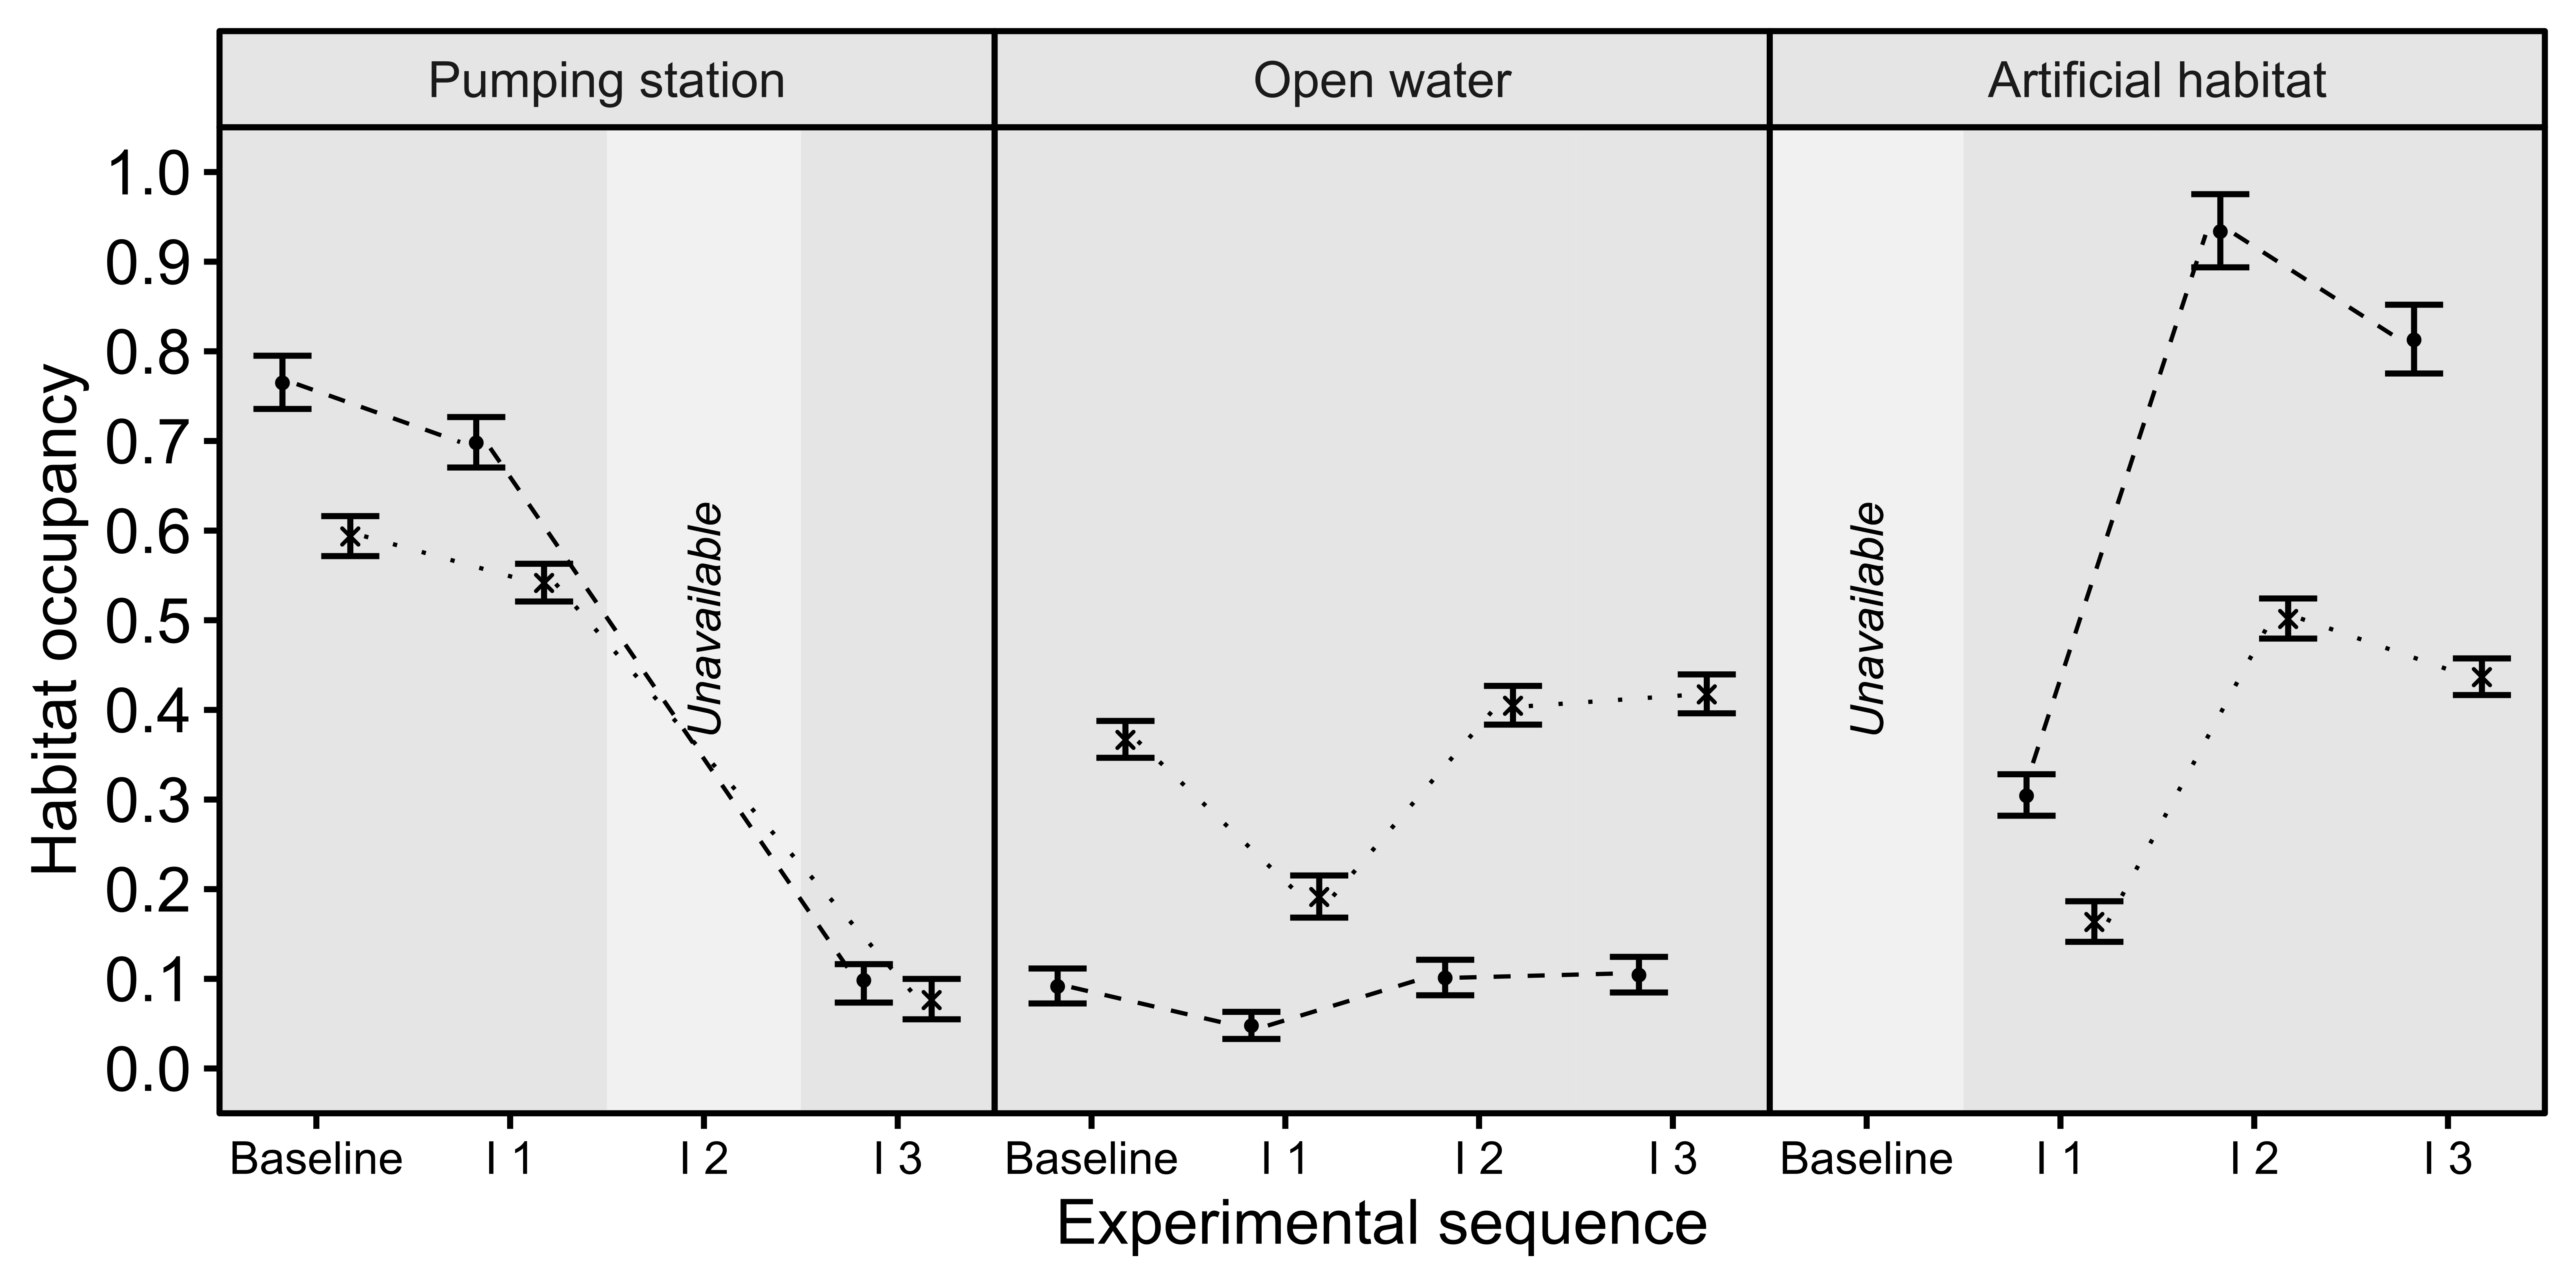 Pumping station
Open water
Artificial habitat
1.0
0.9
0.8
0.7
0.6
0.5
0.4
0.3
0.2
0.1
0.0
Habitat occupancy
Unavailable
Unavailable
Baseline I 1 I 2 I 3
Baseline I 1 I 2 I 3
Baseline I 1 I 2 I 3
Experimental sequence